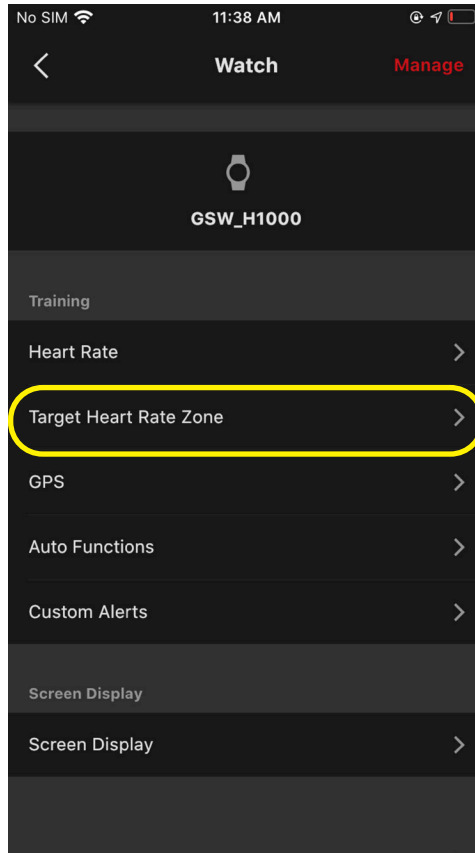 No SIM 11:38 AM
Watch Manage
GSW_H1000
Training
Heart Rate
Target Heart Rate Zone
GPS
Auto Functions
Custom Alerts
Screen Display
Screen Display